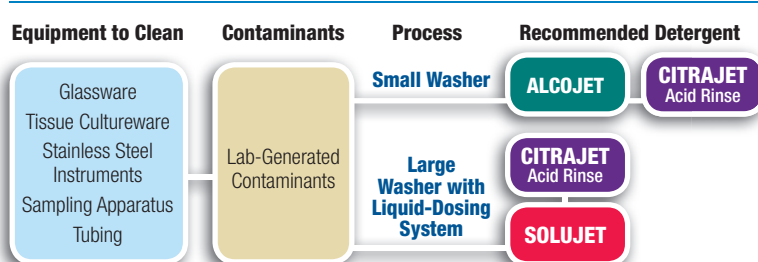 Equipment to Clean
Contaminants
Process
Recommended Detergent
Glassware
Tissue Cultureware
Stainless Steel
Instruments
Sampling Apparatus
Tubing
Lab-Generated
Contaminants
Small Washer
ALCOJET
CITRAJET
Acid Rinse
Large
Washer with
Liquid-Dosing
System
CITRAJET
Acid Rinse
SOLUJET